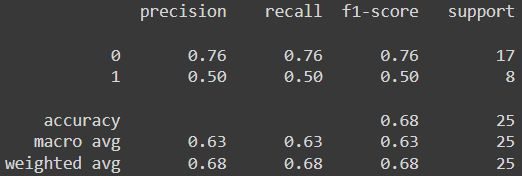 precision recall f1-score support
0 0.76 0.76 0.76 17
1 0.50 0.50 0.50 8
accuracy 0.68 25
macro avg 0.63 0.63 0.63 25
weighted avg 0.68 0.68 0.68 25